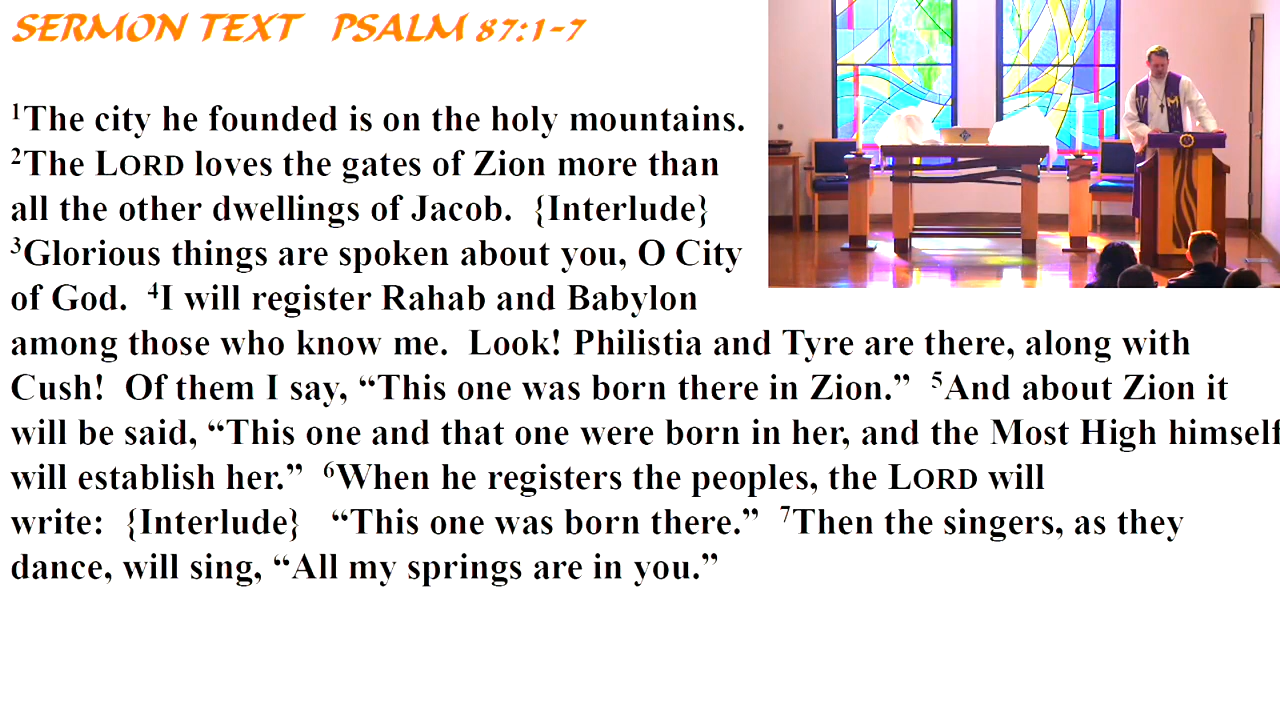 SERMON TEXT PSALM 87:1-7
¹The city he founded is on the holy mountains.
²The LORD loves the gates of Zion more than
all the other dwellings of Jacob. {Interlude}
³Glorious things are spoken about you, O City
of God. ⁴I will register Rahab and Babylon
among those who know me. Look! Philistia and Tyre are there, along with
Cush! Of them I say, “This one was born there in Zion.” ⁵And about Zion it
will be said, “This one and that one were born in her, and the Most High himself
will establish her.” ⁶When he registers the peoples, the LORD will
write: {Interlude} “This one was born there.” ⁷Then the singers, as they
dance, will sing, “All my springs are in you.”